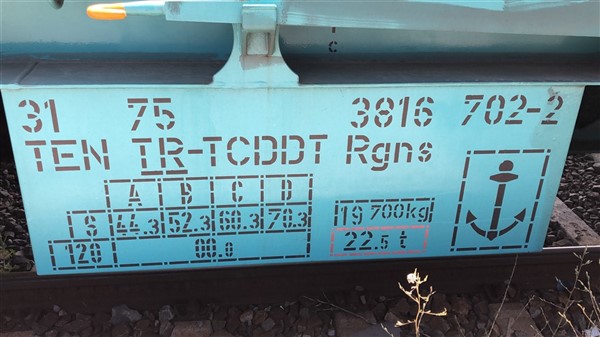 31 75 3816 702-2
TEN TR-TCDDT Rgns
A B C D
S 44.3 52.3 60.3 70.3
120 00.0
19 700kg
22.5 t